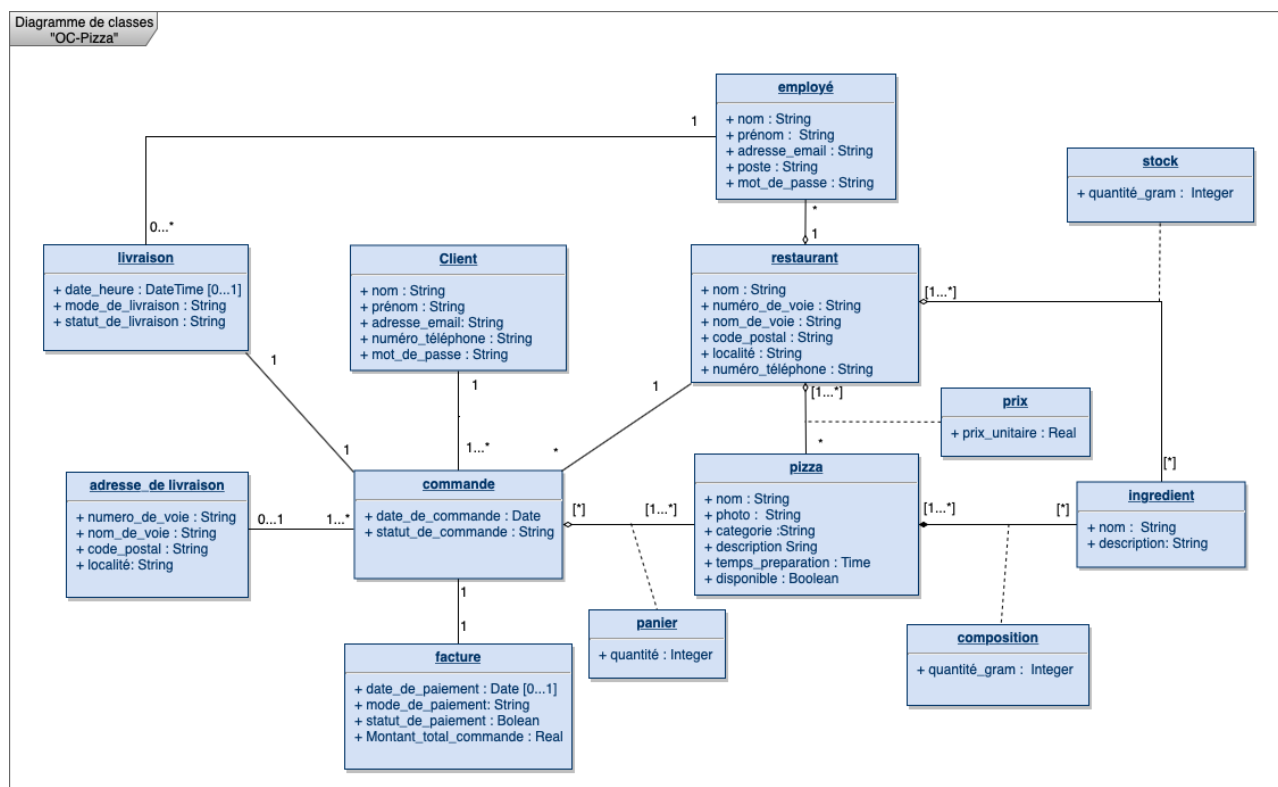 Diagramme de classes
"OC-Pizza"
employé
+ nom : String
+ prénom : String
+ adresse_email : String
+ poste : String
+ mot_de_passe : String
1
0...*
*
1
stock
+ quantité_gram : Integer
livraison
+ date_heure : DateTime [0...1]
+ mode_de_livraison : String
+ statut_de_livraison : String
Client
+ nom : String
+ prénom : String
+ adresse_email: String
+ numéro_téléphone : String
+ mot_de_passe : String
restaurant
+ nom : String
+ numéro_de_voie : String
+ nom_de_voie : String
+ code_postal : String
+ localité : String
+ numéro_téléphone : String
[1...*]
[*]
1
1
1
1...*
1
*
[1...*]
*
prix
+ prix_unitaire : Real
adresse_de livraison
+ numero_de_voie : String
+ nom_de_voie : String
+ code_postal : String
+ localité: String
0...1
1...*
commande
+ date_de_commande : Date
+ statut_de_commande : String
[*]
[1...*]
pizza
+ nom : String
+ photo : String
+ categorie :String
+ description Sring
+ temps_preparation : Time
+ disponible : Boolean
[1...*]
[*]
ingredient
+ nom : String
+ description: String
1
1
panier
+ quantité : Integer
composition
+ quantité_gram : Integer
facture
+ date_de_paiement : Date [0...1]
+ mode_de_paiement: String
+ statut_de_paiement : Bolean
+ Montant_total_commande : Real